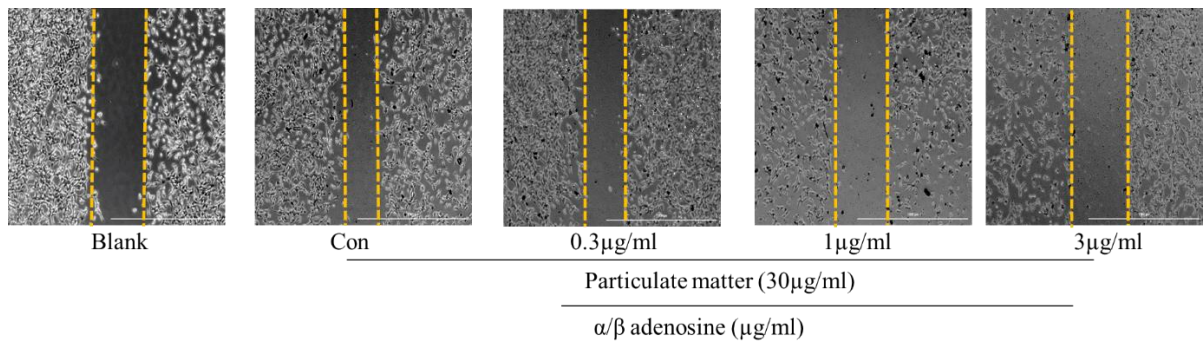 Blank Con 0.3µg/ml 1µg/ml 3µg/ml
Particulate matter (30µg/ml)
α/β adenosine (µg/ml)